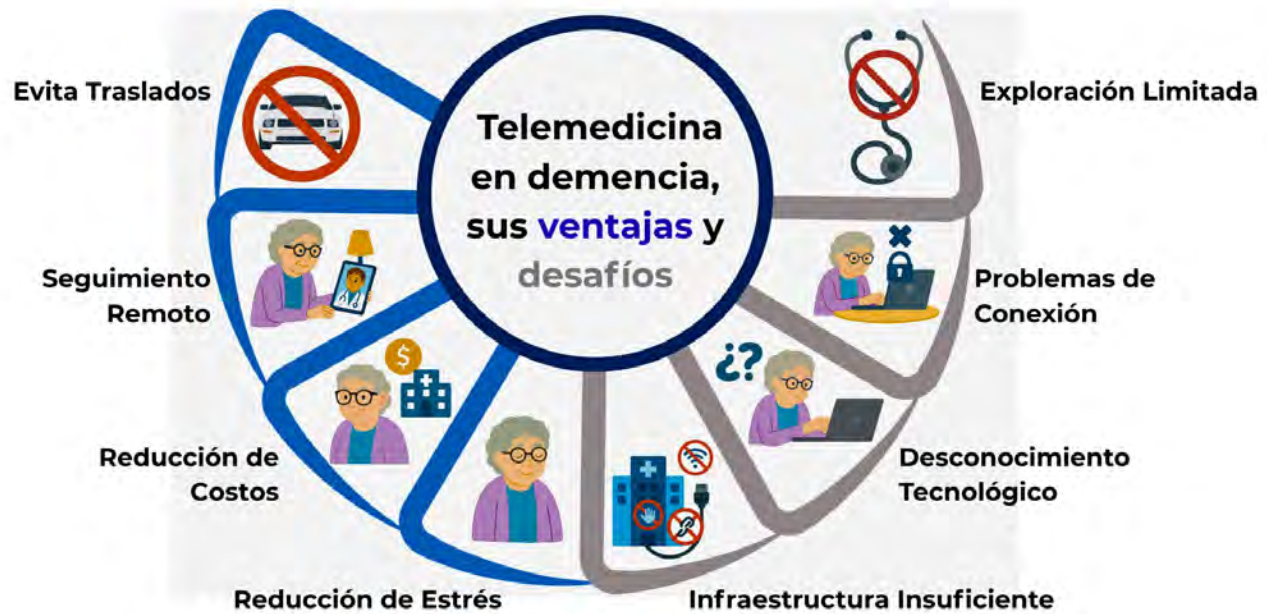 Telemedicina
en demencia,
sus ventajas y
desafíos
Evita Traslados
Seguimiento
Remoto
Reducción de
Costos
Reducción de Estrés
Exploración Limitada
Problemas de
Conexión
Desconocimiento
Tecnológico
Infraestructura Insuficiente
$
¿?